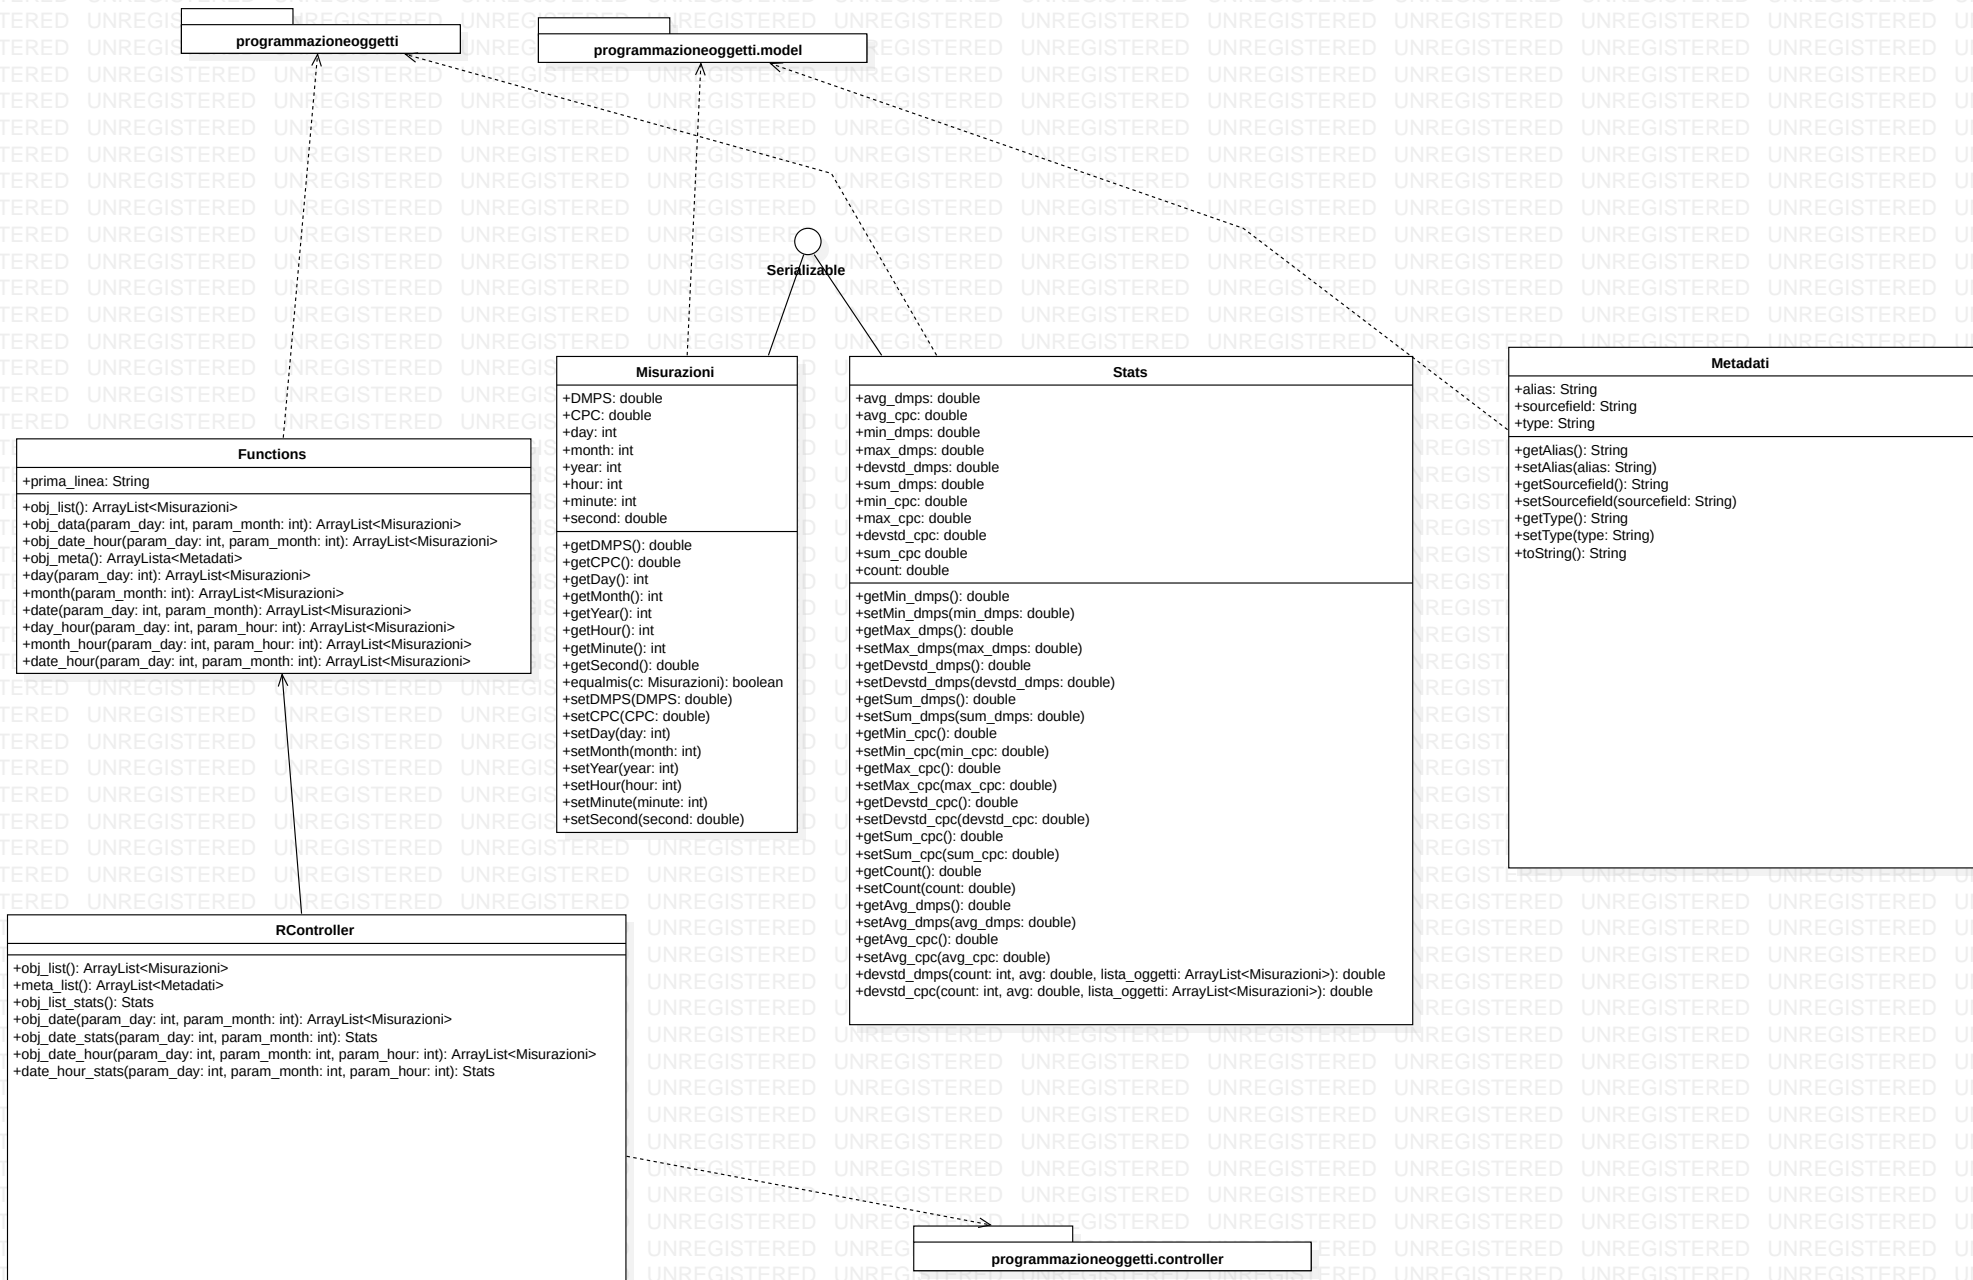 programmazioneoggetti
programmazioneoggetti.model
Serializable
Misurazioni
+DMPS: double
+CPC: double
+day: int
+month: int
+year: int
+hour: int
+minute: int
+second: double
+getDMPS(): double
+getCPC(): double
+getDay(): int
+getMonth(): int
+getYear(): int
+getHour(): int
+getMinute(): int
+getSecond(): double
+equalmis(c: Misurazioni): boolean
+setDMPS(DMPS: double)
+setCPC(CPC: double)
+setDay(day: int)
+setMonth(month: int)
+setYear(year: int)
+setHour(hour: int)
+setMinute(minute: int)
+setSecond(second: double)
Stats
+avg_dmps: double
+avg_cpc: double
+min_dmps: double
+max_dmps: double
+devstd_dmps: double
+sum_dmps: double
+min_cpc: double
+max_cpc: double
+devstd_cpc: double
+sum_cpc double
+count: double
+getMin_dmps(): double
+setMin_dmps(min_dmps: double)
+getMax_dmps(): double
+setMax_dmps(max_dmps: double)
+getDevstd_dmps(): double
+setDevstd_dmps(devstd_dmps: double)
+getSum_dmps(): double
+setSum_dmps(sum_dmps: double)
+getMin_cpc(): double
+setMin_cpc(min_cpc: double)
+getMax_cpc(): double
+setMax_cpc(max_cpc: double)
+getDevstd_cpc(): double
+setDevstd_cpc(devstd_cpc: double)
+getSum_cpc(): double
+setSum_cpc(sum_cpc: double)
+getCount(): double
+setCount(count: double)
+getAvg_dmps(): double
+setAvg_dmps(avg_dmps: double)
+getAvg_cpc(): double
+setAvg_cpc(avg_cpc: double)
+devstd_dmps(count: int, avg: double, lista_oggetti: ArrayList<Misurazioni>): double
+devstd_cpc(count: int, avg: double, lista_oggetti: ArrayList<Misurazioni>): double
Metadati
+alias: String
+sourcefield: String
+type: String
+getAlias(): String
+setAlias(alias: String)
+getSourcefield(): String
+setSourcefield(sourcefield: String)
+getType(): String
+setType(type: String)
+toString(): String
Functions
+prima_linea: String
+obj_list(): ArrayList<Misurazioni>
+obj_data(param_day: int, param_month: int): ArrayList<Misurazioni>
+obj_date_hour(param_day: int, param_month: int): ArrayList<Misurazioni>
+obj_meta(): ArrayLista<Metadati>
+day(param_day: int): ArrayList<Misurazioni>
+month(param_month: int): ArrayList<Misurazioni>
+date(param_day: int, param_month): ArrayList<Misurazioni>
+day_hour(param_day: int, param_hour: int): ArrayList<Misurazioni>
+month_hour(param_day: int, param_hour: int): ArrayList<Misurazioni>
+date_hour(param_day: int, param_month: int): ArrayList<Misurazioni>
RController
+obj_list(): ArrayList<Misurazioni>
+meta_list(): ArrayList<Metadati>
+obj_list_stats(): Stats
+obj_date(param_day: int, param_month: int): ArrayList<Misurazioni>
+obj_date_stats(param_day: int, param_month: int): Stats
+obj_date_hour(param_day: int, param_month: int, param_hour: int): ArrayList<Misurazioni>
+date_hour_stats(param_day: int, param_month: int, param_hour: int): Stats
programmazioneoggetti.controller
UNREGISTERED